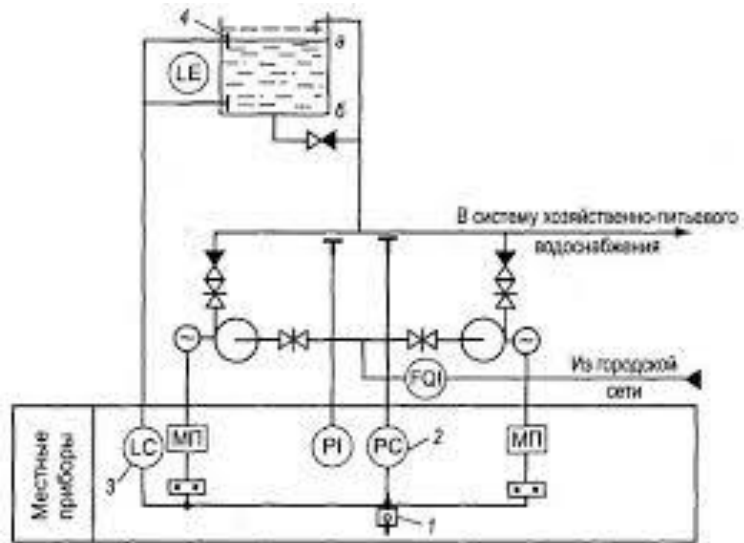 4
а
LE
б
В систему хозяйственно-питьевого
водоснабжения
~
~
FQI
Из городской
сети
Местные
приборы
LC
3
МП
PI
PC
2
МП
1